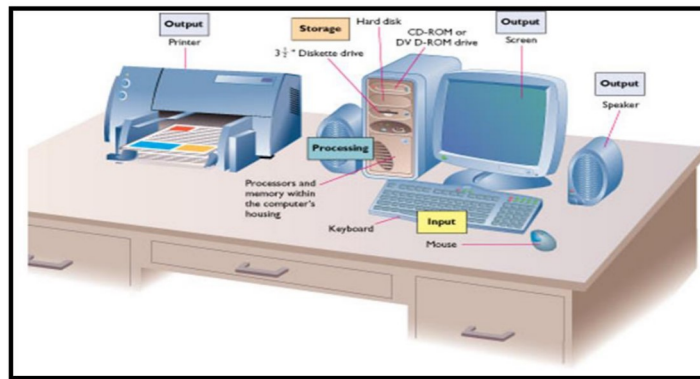 Output
Printer
Storage
Hard disk
3 1/2 " Diskette drive
CD-ROM or
DV D-ROM drive
Output
Screen
Output
Speaker
Processing
Processors and
memory within
the computer's
housing
Keyboard
Input
Mouse